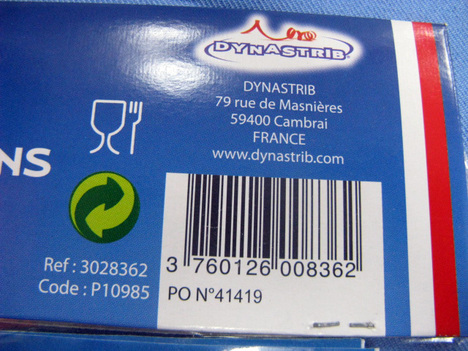 DYNASTRIB
DYNASTRIB
79 rue de Masnières
59400 Cambrai
FRANCE
www.dynastrib.com
NS
Ref : 3028362
Code : P10985
3 760126 008362
PO N°41419